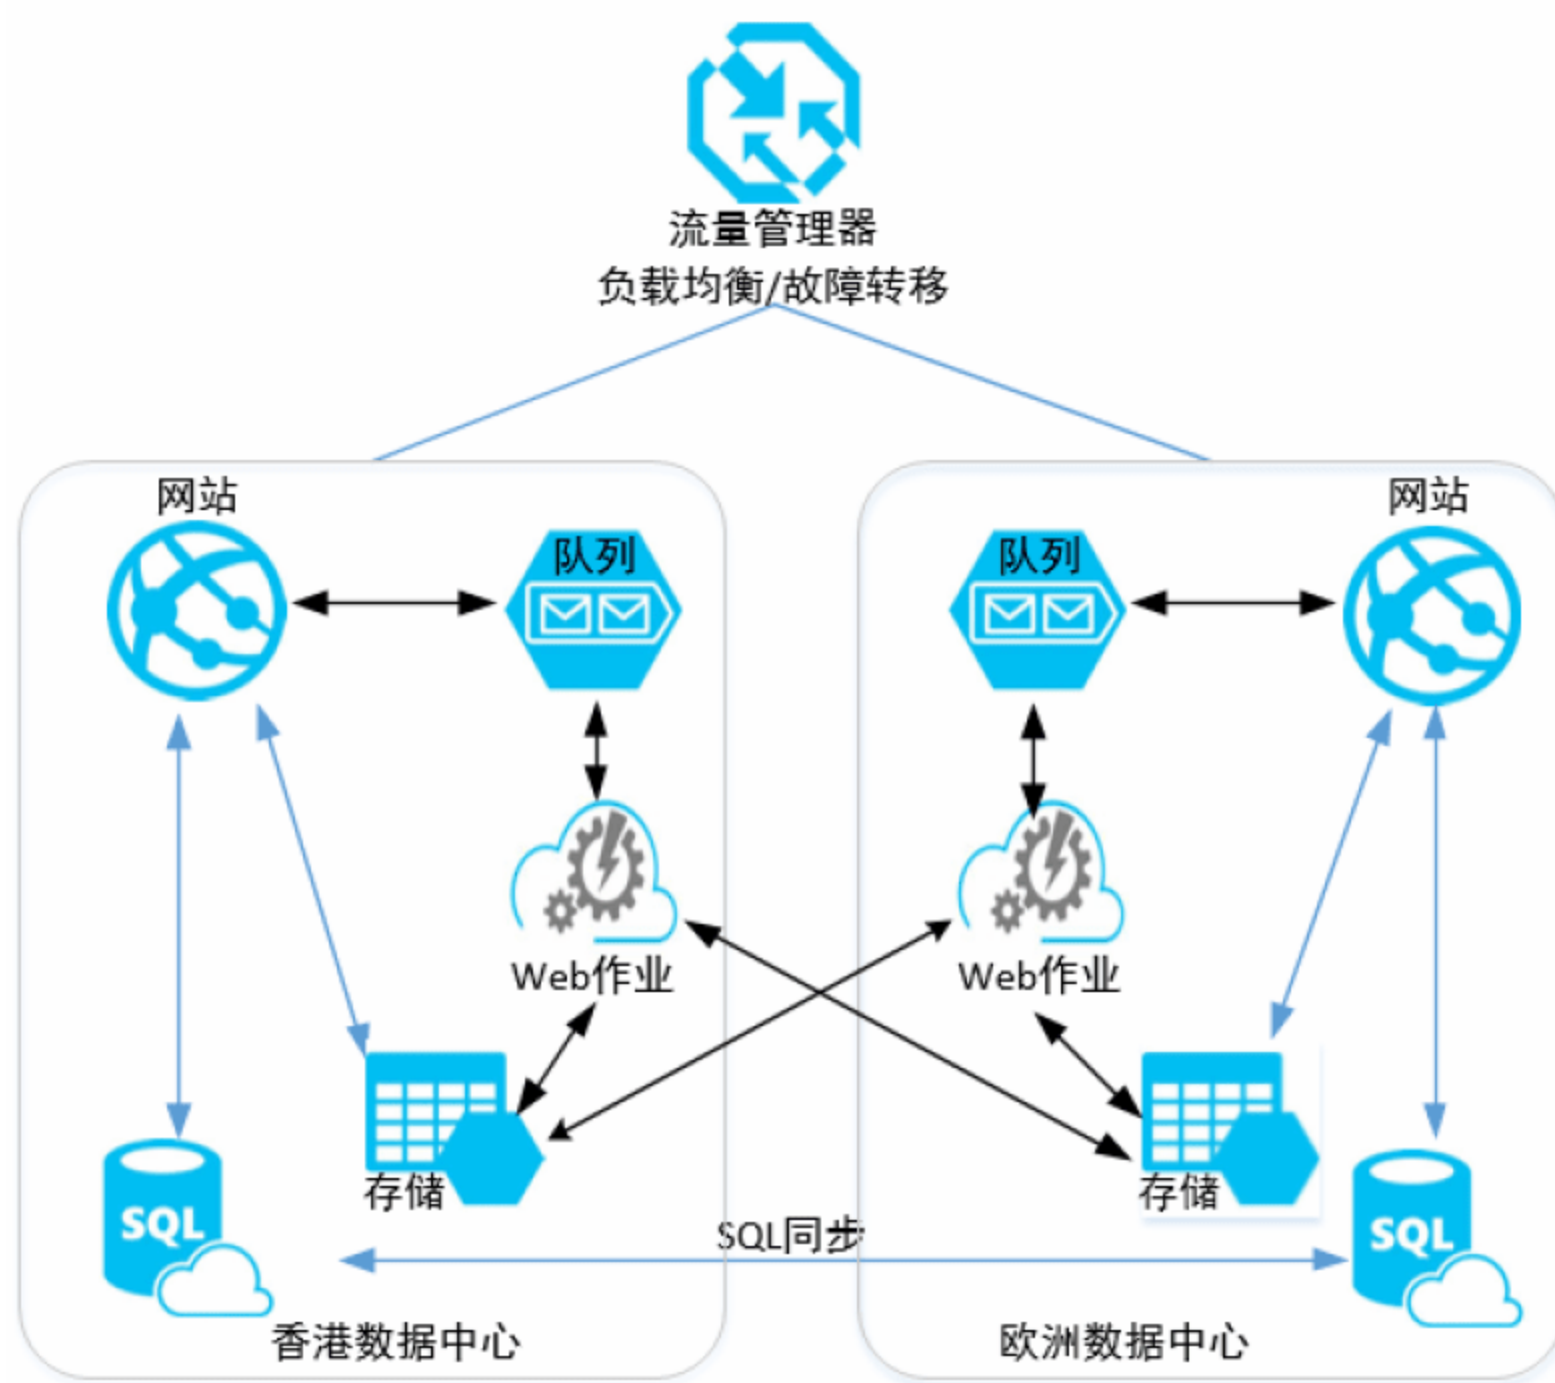 流量管理器
负载均衡/故障转移
网站
队列
队列
网站
Web作业
Web作业
存储
存储
SQL
SQL同步
SQL
香港数据中心
欧洲数据中心